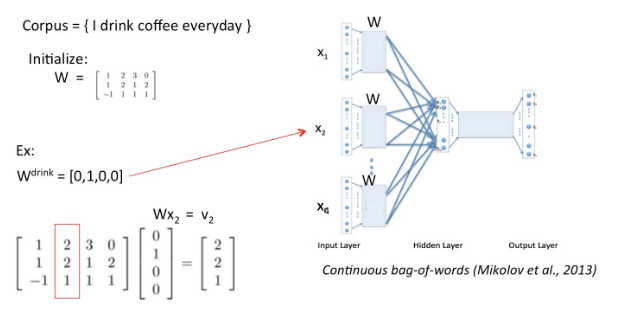 Corpus = { I drink coffee everyday }
Initialize:
W = [ 1 2 3 0
1 2 1 2
-1 1 1 1 ]
Ex:
Wdrink = [0,1,0,0]
Wx2 = v2
[ 1 2 3 0
1 2 1 2
-1 1 1 1 ] [ 0
1
0
0 ] = [ 2
2
1 ]
W
X1
W
X2
W
Input Layer Hidden Layer Output Layer
Continuous bag-of-words (Mikolov et al., 2013)